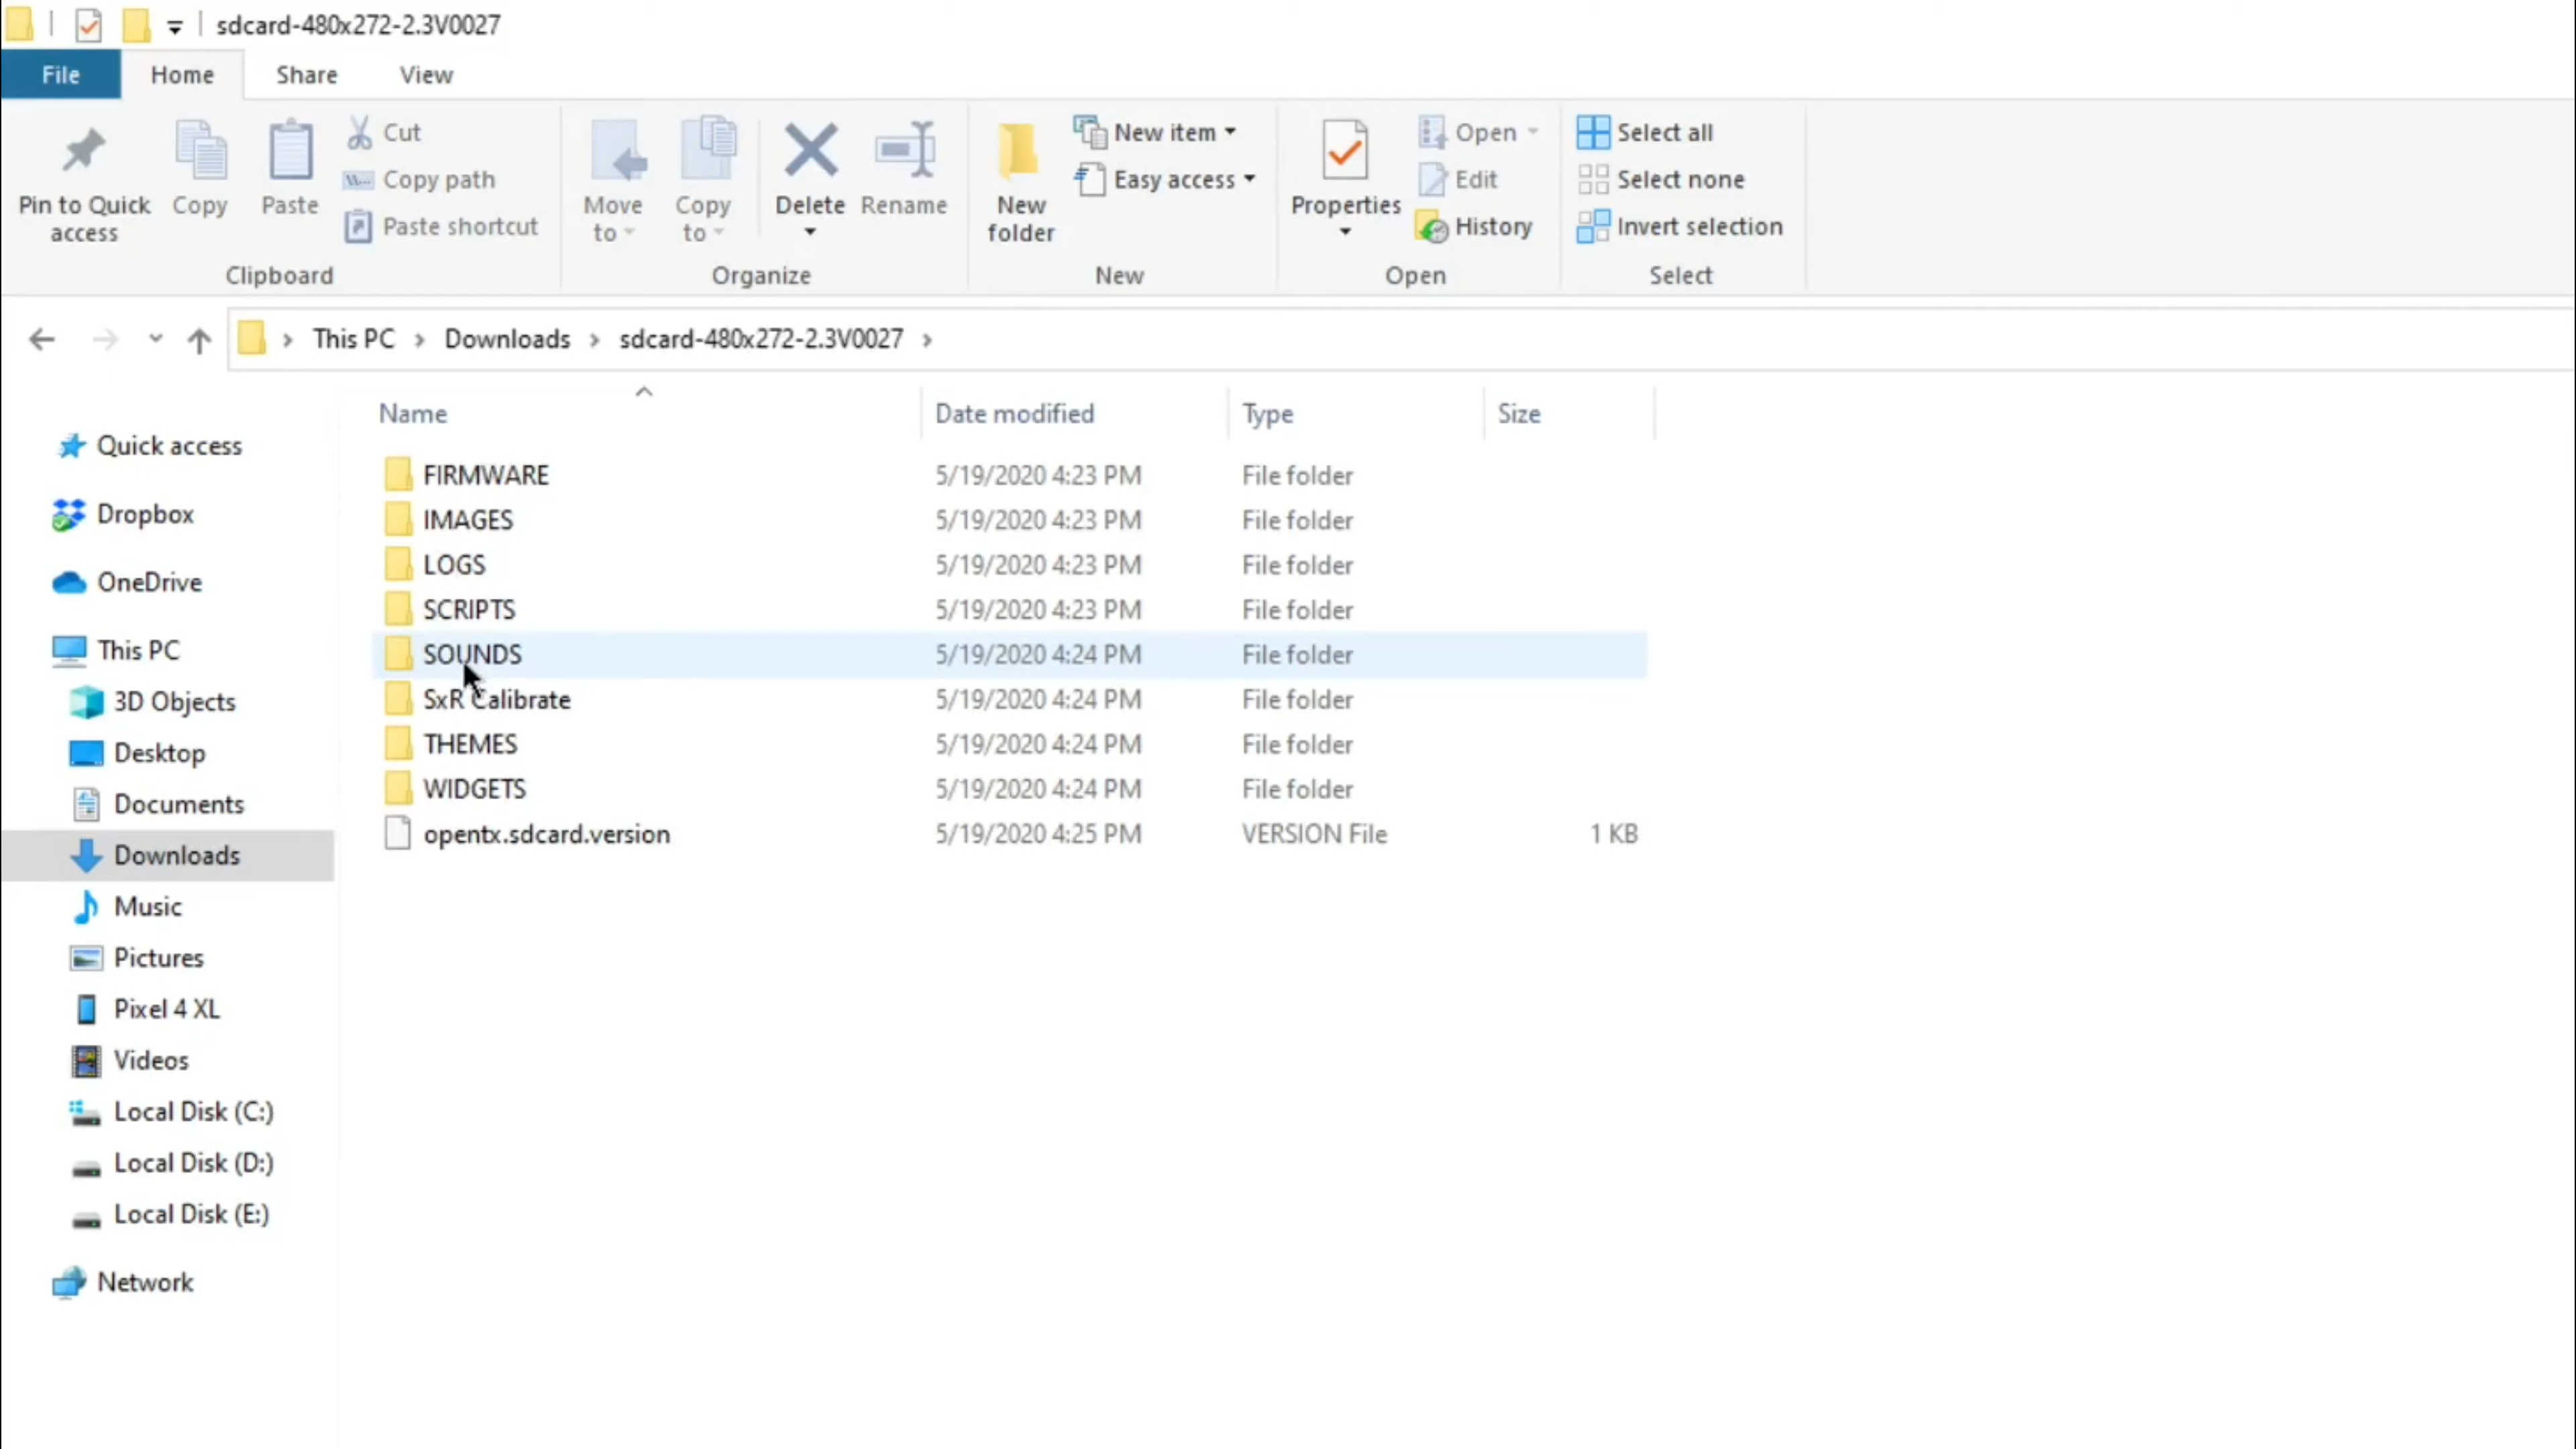 sdcard-480x272-2.3V0027
File Home Share View
Pin to Quick access
Copy
Paste
Cut
Copy path
Paste shortcut
Clipboard
Move to
Copy to
Delete
Rename
Organize
New folder
New item
Easy access
New
Properties
Open
Edit
History
Open
Select all
Select none
Invert selection
Select
This PC Downloads sdcard-480x272-2.3V0027
Quick access
Dropbox
OneDrive
This PC
3D Objects
Desktop
Documents
Downloads
Music
Pictures
Pixel 4 XL
Videos
Local Disk (C:)
Local Disk (D:)
Local Disk (E:)
Network
Name Date modified Type Size
FIRMWARE 5/19/2020 4:23 PM File folder
IMAGES 5/19/2020 4:23 PM File folder
LOGS 5/19/2020 4:23 PM File folder
SCRIPTS 5/19/2020 4:23 PM File folder
SOUNDS 5/19/2020 4:24 PM File folder
SxR Calibrate 5/19/2020 4:24 PM File folder
THEMES 5/19/2020 4:24 PM File folder
WIDGETS 5/19/2020 4:24 PM File folder
opentx.sdcard.version 5/19/2020 4:25 PM VERSION File 1 KB